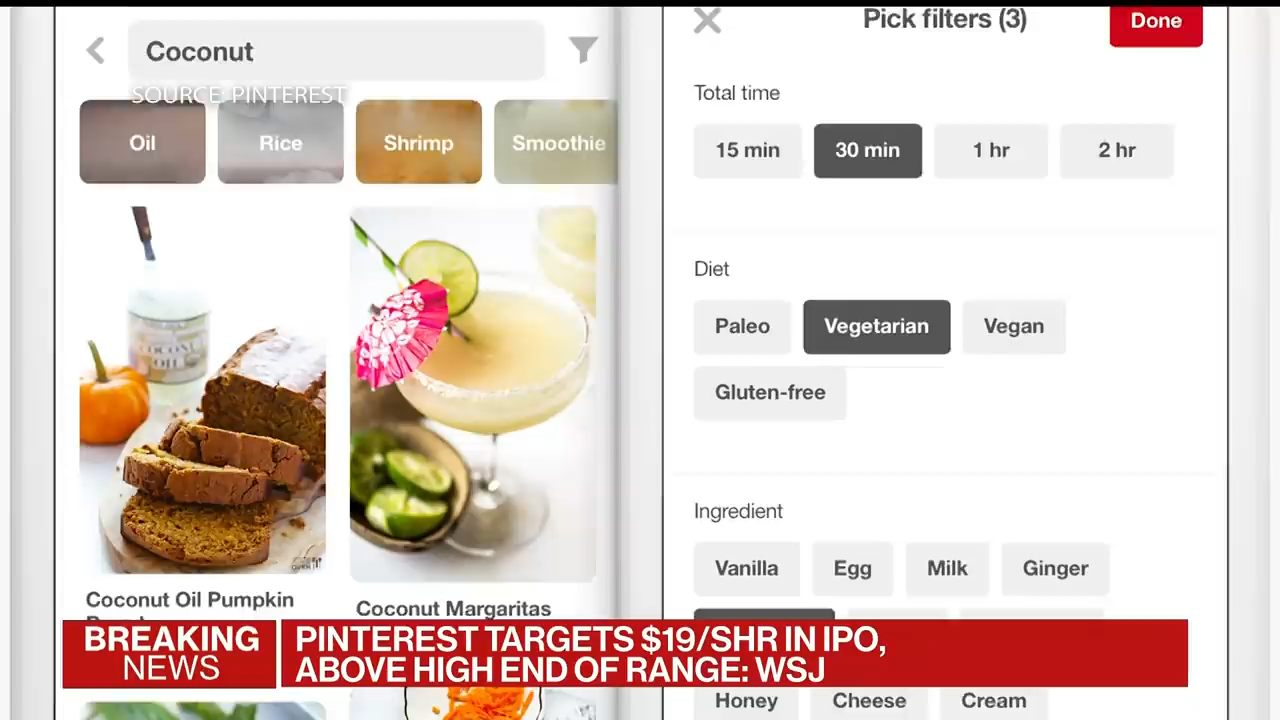 Coconut
SOURCE: PINTEREST
Oil
Rice
Shrimp
Smoothie
COCONUT
OIL
Coconut Oil Pumpkin
Coconut Margaritas
Pick filters (3)
Done
Total time
15 min
30 min
1 hr
2 hr
Diet
Paleo
Vegetarian
Vegan
Gluten-free
Ingredient
Vanilla
Egg
Milk
Ginger
Honey
Cheese
Cream
BREAKING
NEWS
PINTEREST TARGETS $19/SHR IN IPO,
ABOVE HIGH END OF RANGE: WSJ